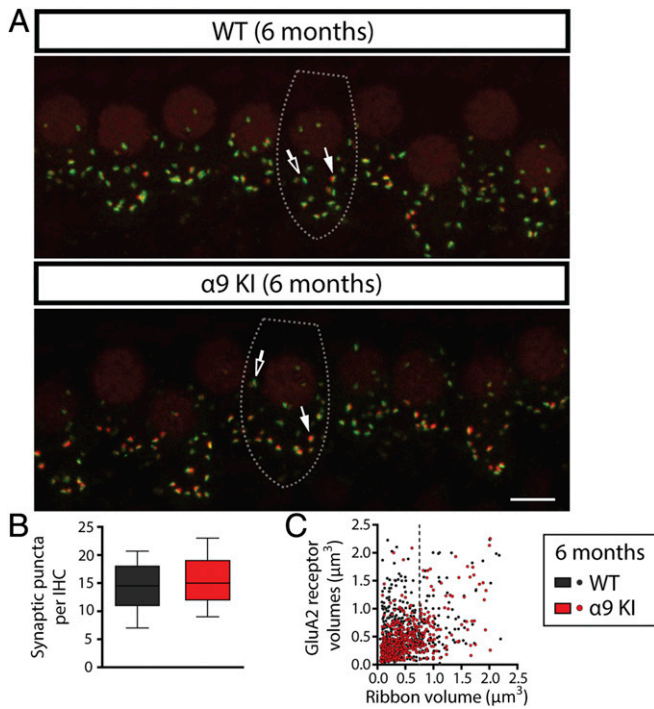 A
WT (6 months)
α9 KI (6 months)
B
Synaptic puncta
per IHC
25
20
15
10
5
0
C
GluA2 receptor
volumes (μm³)
2.5
2.0
1.5
1.0
0.5
0
0 0.5 1.0 1.5 2.0 2.5
Ribbon volume (μm³)
6 months
WT
α9 KI